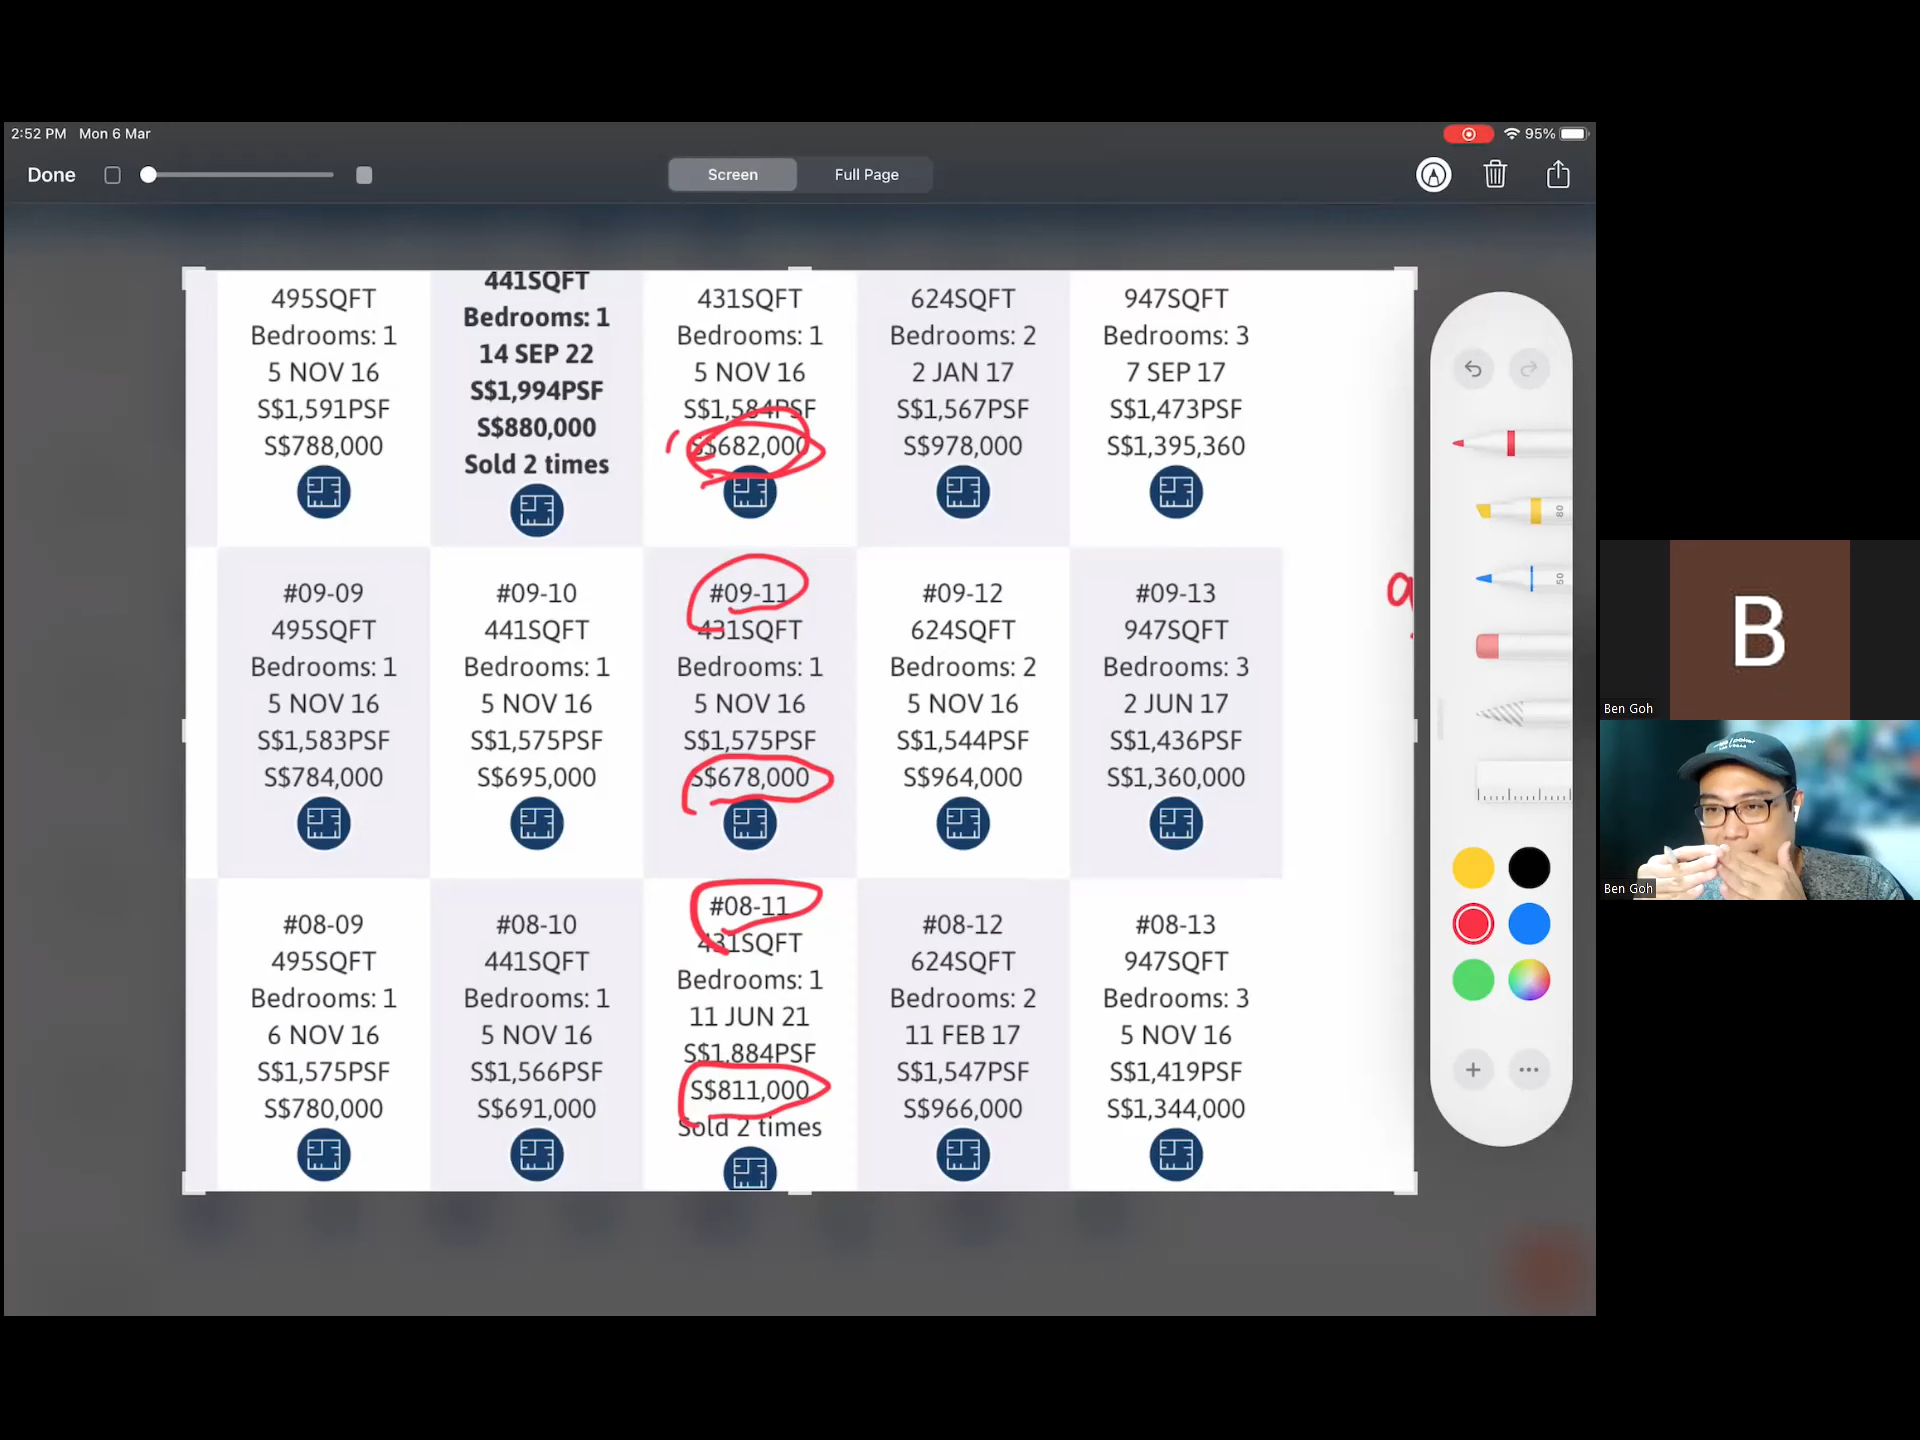 2:52 PM Mon 6 Mar
95%
Done
Screen
Full Page
495SQFT
Bedrooms: 1
5 NOV 16
S$1,591PSF
S$788,000
441SQFT
Bedrooms: 1
14 SEP 22
S$1,994PSF
S$880,000
Sold 2 times
431SQFT
Bedrooms: 1
5 NOV 16
S$1,584PSF
S$682,000
624SQFT
Bedrooms: 2
2 JAN 17
S$1,567PSF
S$978,000
947SQFT
Bedrooms: 3
7 SEP 17
S$1,473PSF
S$1,395,360
#09-09
495SQFT
Bedrooms: 1
5 NOV 16
S$1,583PSF
S$784,000
#09-10
441SQFT
Bedrooms: 1
5 NOV 16
S$1,575PSF
S$695,000
#09-11
431SQFT
Bedrooms: 1
5 NOV 16
S$1,575PSF
S$678,000
#09-12
624SQFT
Bedrooms: 2
5 NOV 16
S$1,544PSF
S$964,000
#09-13
947SQFT
Bedrooms: 3
2 JUN 17
S$1,436PSF
S$1,360,000
#08-09
495SQFT
Bedrooms: 1
6 NOV 16
S$1,575PSF
S$780,000
#08-10
441SQFT
Bedrooms: 1
5 NOV 16
S$1,566PSF
S$691,000
#08-11
431SQFT
Bedrooms: 1
11 JUN 21
S$1,884PSF
S$811,000
Sold 2 times
#08-12
624SQFT
Bedrooms: 2
11 FEB 17
S$1,547PSF
S$966,000
#08-13
947SQFT
Bedrooms: 3
5 NOV 16
S$1,419PSF
S$1,344,000
80
50
B
Ben Goh
Ben Goh